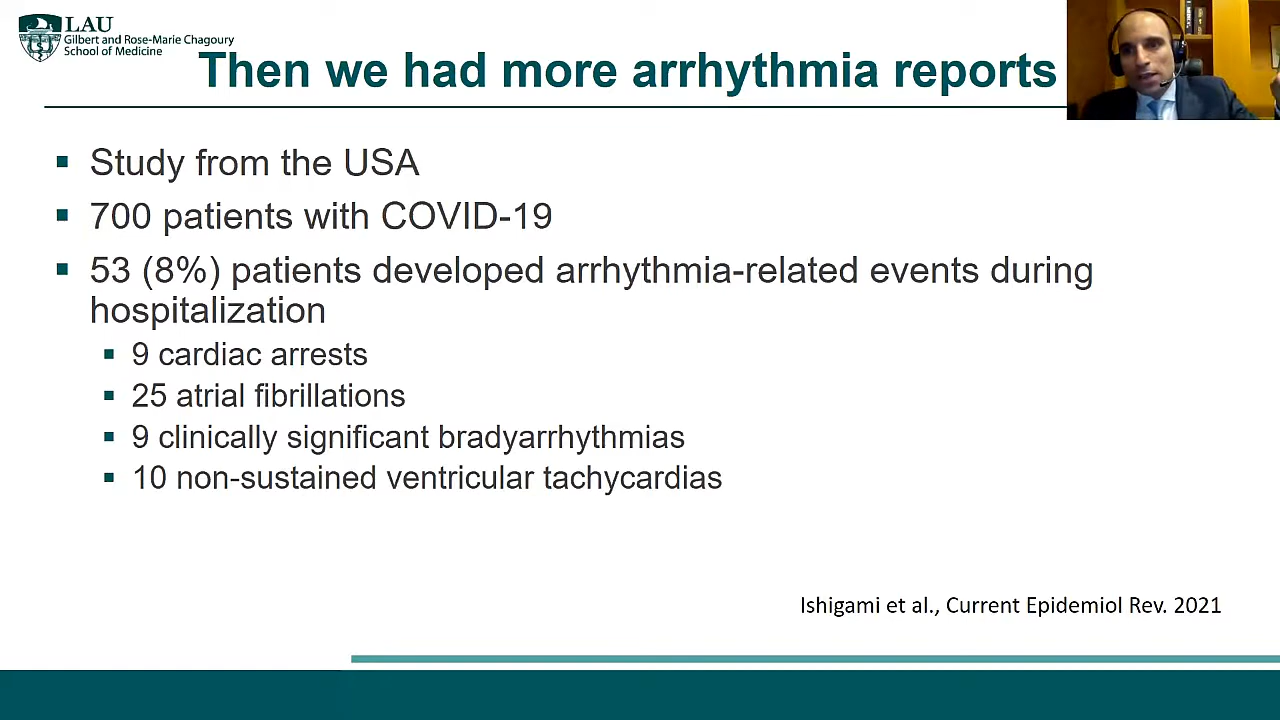 LAU
Gilbert and Rose-Marie Chagoury
School of Medicine
Then we had more arrhythmia reports
▪ Study from the USA
▪ 700 patients with COVID-19
▪ 53 (8%) patients developed arrhythmia-related events during
hospitalization
▪ 9 cardiac arrests
▪ 25 atrial fibrillations
▪ 9 clinically significant bradyarrhythmias
▪ 10 non-sustained ventricular tachycardias
Ishigami et al., Current Epidemiol Rev. 2021